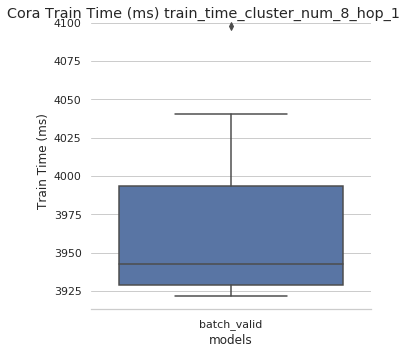 Cora Train Time (ms) train_time_cluster_num_8_hop_1
4100
4075
4050
4025
4000
3975
3950
3925
Train Time (ms)
batch_valid
models